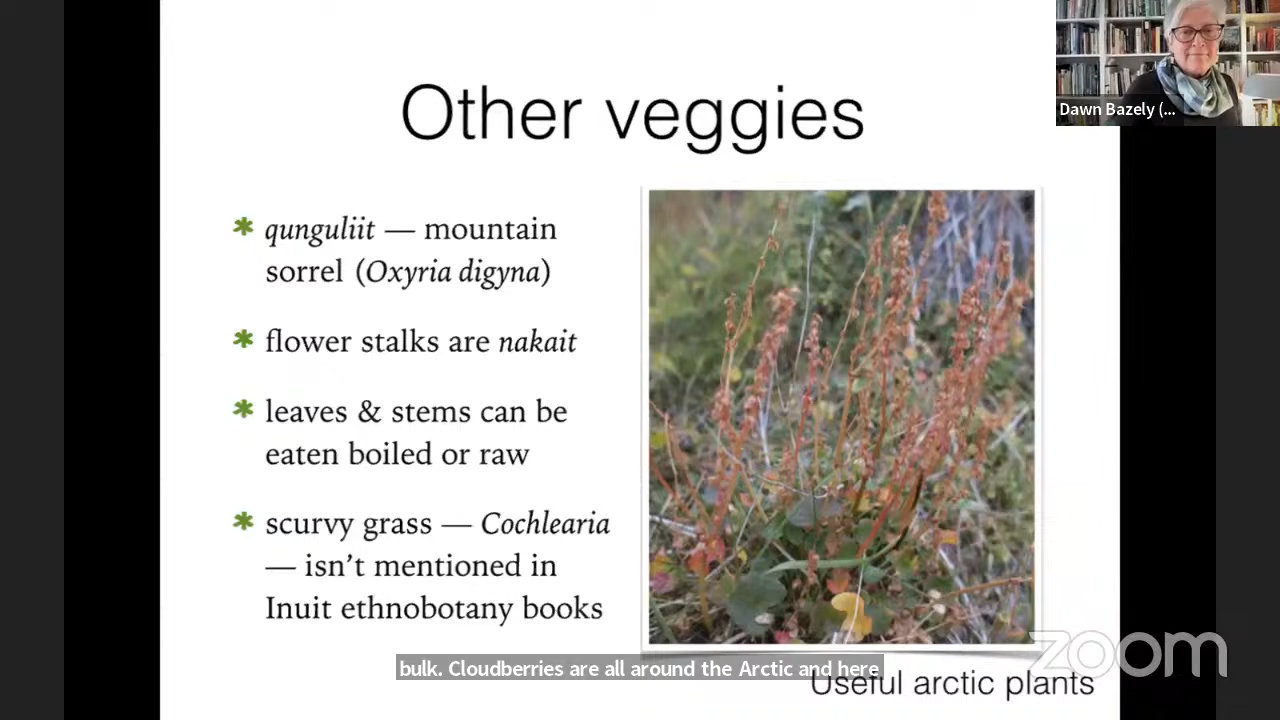 Other veggies
Dawn Bazely (...
qunguliit — mountain
sorrel (Oxyria digyna)
flower stalks are nakait
leaves & stems can be
eaten boiled or raw
scurvy grass — Cochlearia
— isn’t mentioned in
Inuit ethnobotany books
zoom
bulk. Cloudberries are all around the Arctic and here
Useful arctic plants